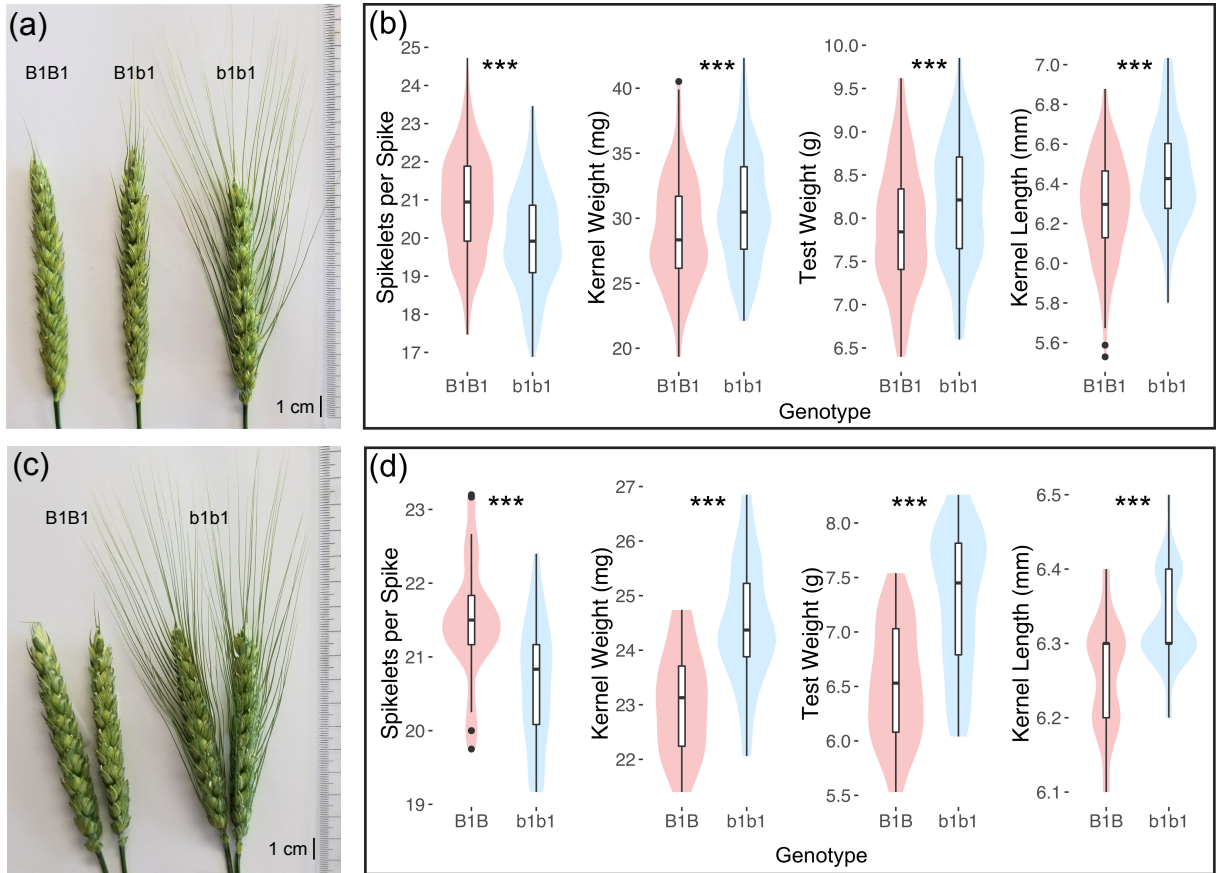 (a)
B1B1 B1b1 b1b1
1 cm
(b)
Spikelets per Spike
25
24
23
22
21
20
19
18
17
***
B1B1 b1b1
Kernel Weight (mg)
40
35
30
25
20
***
B1B1 b1b1
Test Weight (g)
10.0
9.5
9.0
8.5
8.0
7.5
7.0
6.5
***
B1B1 b1b1
Kernel Length (mm)
7.0
6.8
6.6
6.4
6.2
6.0
5.8
5.6
***
B1B1 b1b1
Genotype
(c)
B1B1 b1b1
1 cm
(d)
Spikelets per Spike
23
22
21
20
19
***
B1B b1b1
Kernel Weight (mg)
27
26
25
24
23
22
***
B1B b1b1
Test Weight (g)
8.0
7.5
7.0
6.5
6.0
5.5
***
B1B b1b1
Kernel Length (mm)
6.5
6.4
6.3
6.2
6.1
***
B1B b1b1
Genotype